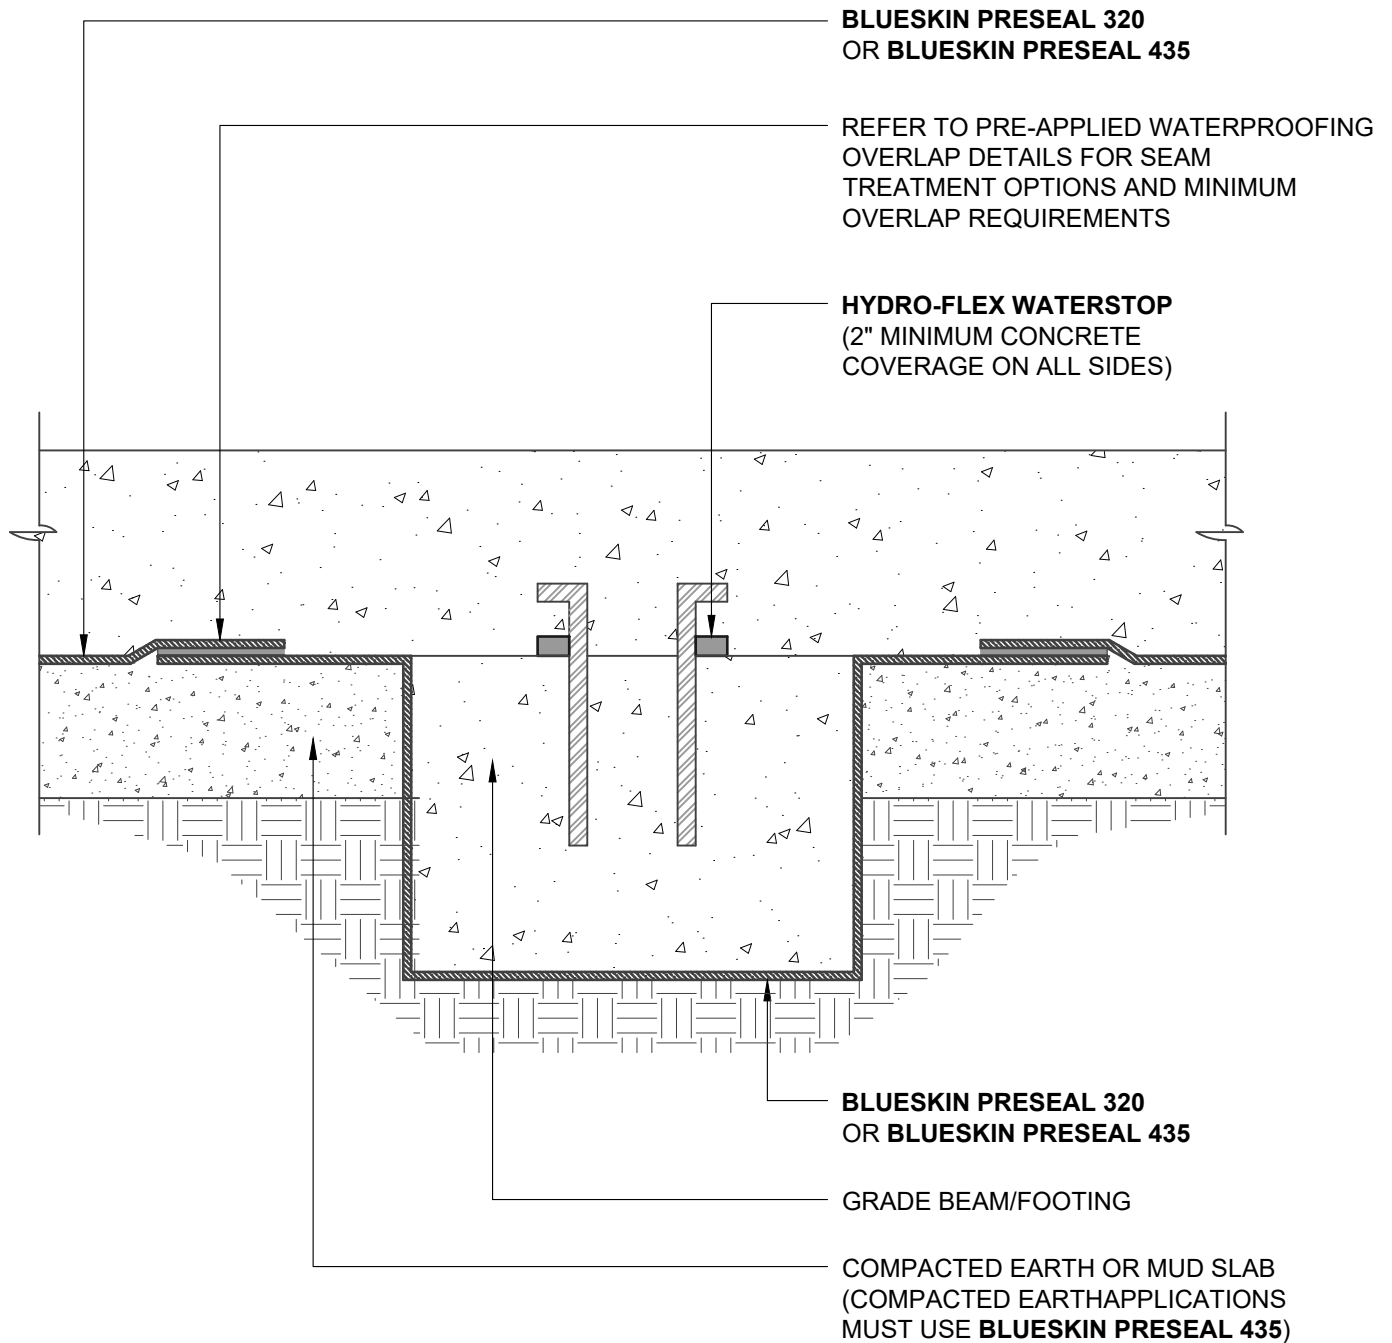 BLUESKIN PRESEAL 320
OR BLUESKIN PRESEAL 435
REFER TO PRE-APPLIED WATERPROOFING
OVERLAP DETAILS FOR SEAM
TREATMENT OPTIONS AND MINIMUM
OVERLAP REQUIREMENTS
HYDRO-FLEX WATERSTOP
(2" MINIMUM CONCRETE
COVERAGE ON ALL SIDES)
BLUESKIN PRESEAL 320
OR BLUESKIN PRESEAL 435
GRADE BEAM/FOOTING
COMPACTED EARTH OR MUD SLAB
(COMPACTED EARTHAPPLICATIONS
MUST USE BLUESKIN PRESEAL 435)